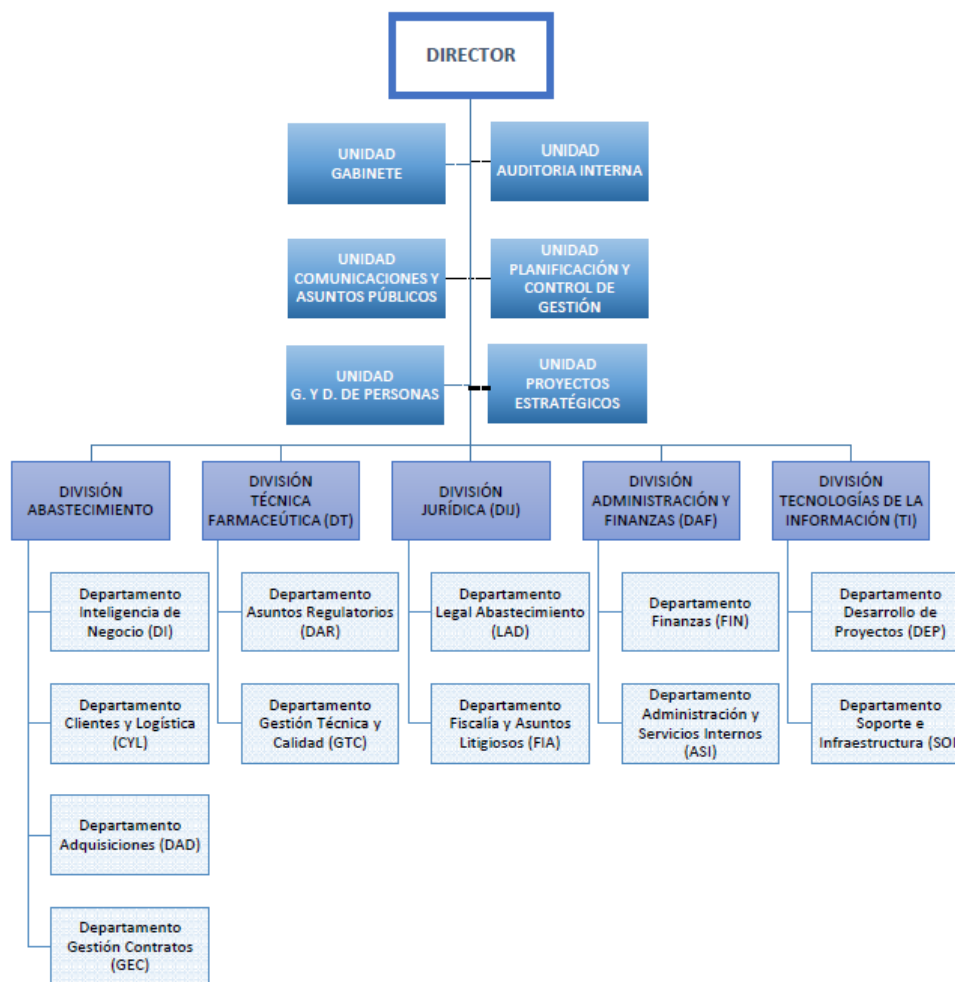 DIRECTOR
UNIDAD
GABINETE
UNIDAD
AUDITORIA INTERNA
UNIDAD
COMUNICACIONES Y
ASUNTOS PÚBLICOS
UNIDAD
PLANIFICACIÓN Y
CONTROL DE
GESTIÓN
UNIDAD
G. Y D. DE PERSONAS
UNIDAD
PROYECTOS
ESTRATÉGICOS
DIVISIÓN
ABASTECIMIENTO
DIVISIÓN
TÉCNICA
FARMACEÚTICA (DT)
DIVISIÓN
JURÍDICA (DIJ)
DIVISIÓN
ADMINISTRACIÓN Y
FINANZAS (DAF)
DIVISIÓN
TECNOLOGÍAS DE LA
INFORMACIÓN (TI)
Departamento
Inteligencia de
Negocio (DI)
Departamento
Asuntos Regulatorios
(DAR)
Departamento
Legal Abastecimiento
(LAD)
Departamento
Finanzas (FIN)
Departamento
Desarrollo de
Proyectos (DEP)
Departamento
Clientes y Logística
(CYL)
Departamento
Gestión Técnica y
Calidad (GTC)
Departamento
Fiscalía y Asuntos
Litigiosos (FIA)
Departamento
Administración y
Servicios Internos
(ASI)
Departamento
Soporte e
Infraestructura
Departamento
Adquisiciones (DAD)
Departamento
Gestión Contratos
(GEC)